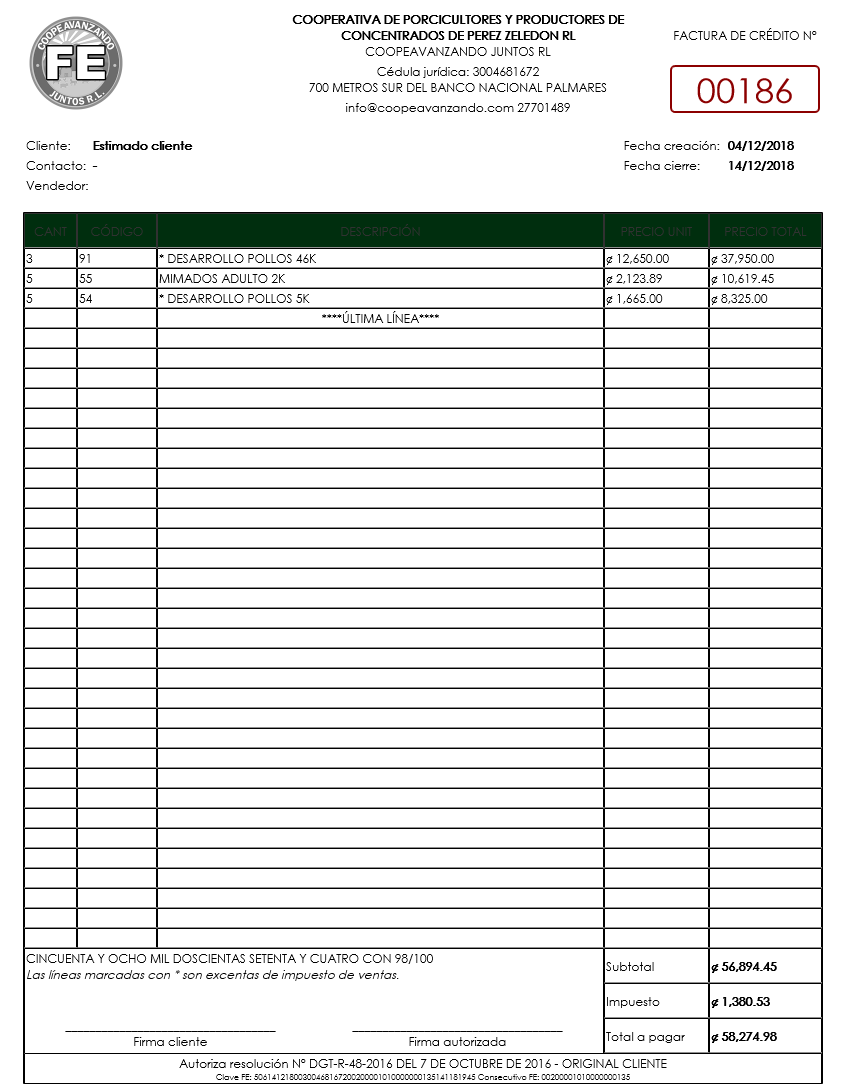 COOPEAVANZANDO
FE
JUNTOS R.L.
COOPERATIVA DE PORCICULTORES Y PRODUCTORES DE
CONCENTRADOS DE PEREZ ZELEDON RL
COOPEAVANZANDO JUNTOS RL
Cédula jurídica: 3004681672
700 METROS SUR DEL BANCO NACIONAL PALMARES
info@coopeavanzando.com 27701489
FACTURA DE CRÉDITO Nº
00186
Cliente: Estimado cliente
Contacto: -
Vendedor:
Fecha creación: 04/12/2018
Fecha cierre: 14/12/2018
CANT CÓDIGO DESCRIPCIÓN PRECIO UNIT PRECIO TOTAL
3 91 * DESARROLLO POLLOS 46K ¢ 12,650.00 ¢ 37,950.00
5 55 MIMADOS ADULTO 2K ¢ 2,123.89 ¢ 10,619.45
5 54 * DESARROLLO POLLOS 5K ¢ 1,665.00 ¢ 8,325.00
****ÚLTIMA LÍNEA****
CINCUENTA Y OCHO MIL DOSCIENTAS SETENTA Y CUATRO CON 98/100
Las líneas marcadas con * son excentas de impuesto de ventas.
Subtotal ¢ 56,894.45
Impuesto ¢ 1,380.53
Total a pagar ¢ 58,274.98
Firma cliente Firma autorizada
Autoriza resolución Nº DGT-R-48-2016 DEL 7 DE OCTUBRE DE 2016 - ORIGINAL CLIENTE
Clave FE: 50614121800300468167200200001010000000135141181945 Consecutivo FE: 00200001010000000135